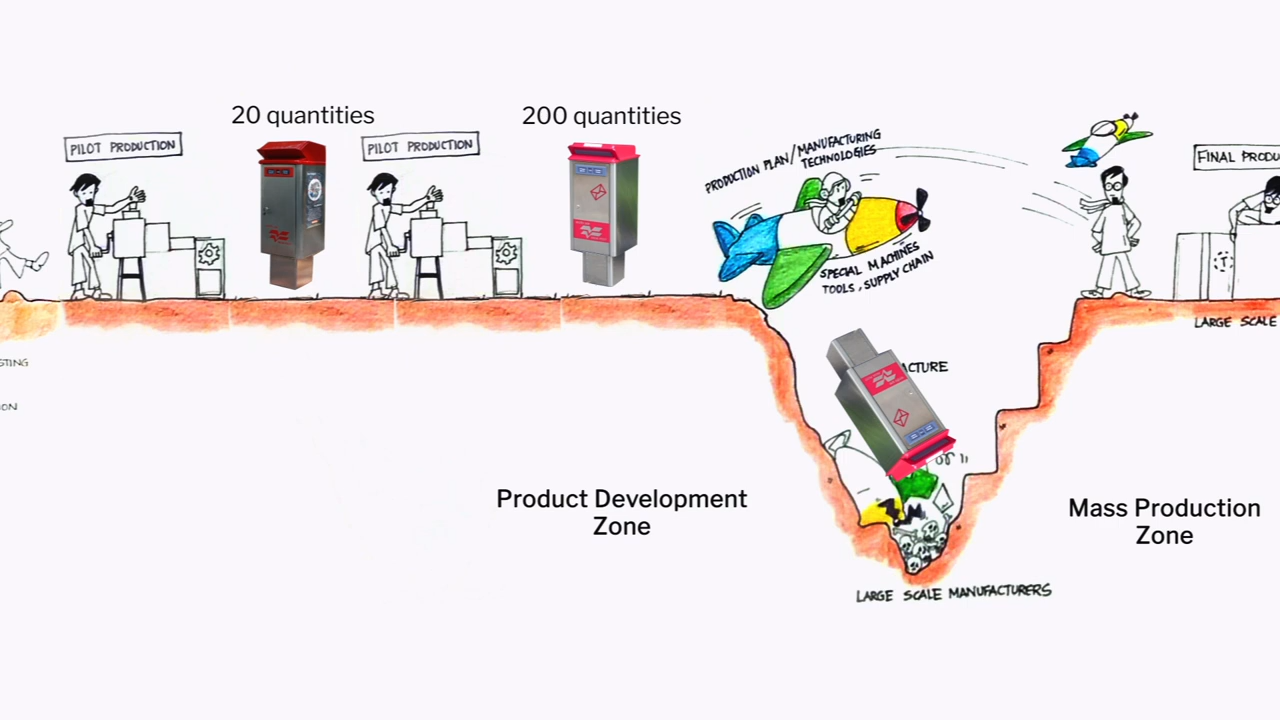 20 quantities
200 quantities
PILOT PRODUCTION
PILOT PRODUCTION
PRODUCTION PLAN/MANUFACTURING
TECHNOLOGIES
SPECIAL MACHINES
TOOLS, SUPPLY CHAIN
FINAL PRODU
LARGE SCALE
STING
ION
ACTURE
Product Development
Zone
Mass Production
Zone
LARGE SCALE MANUFACTURERS